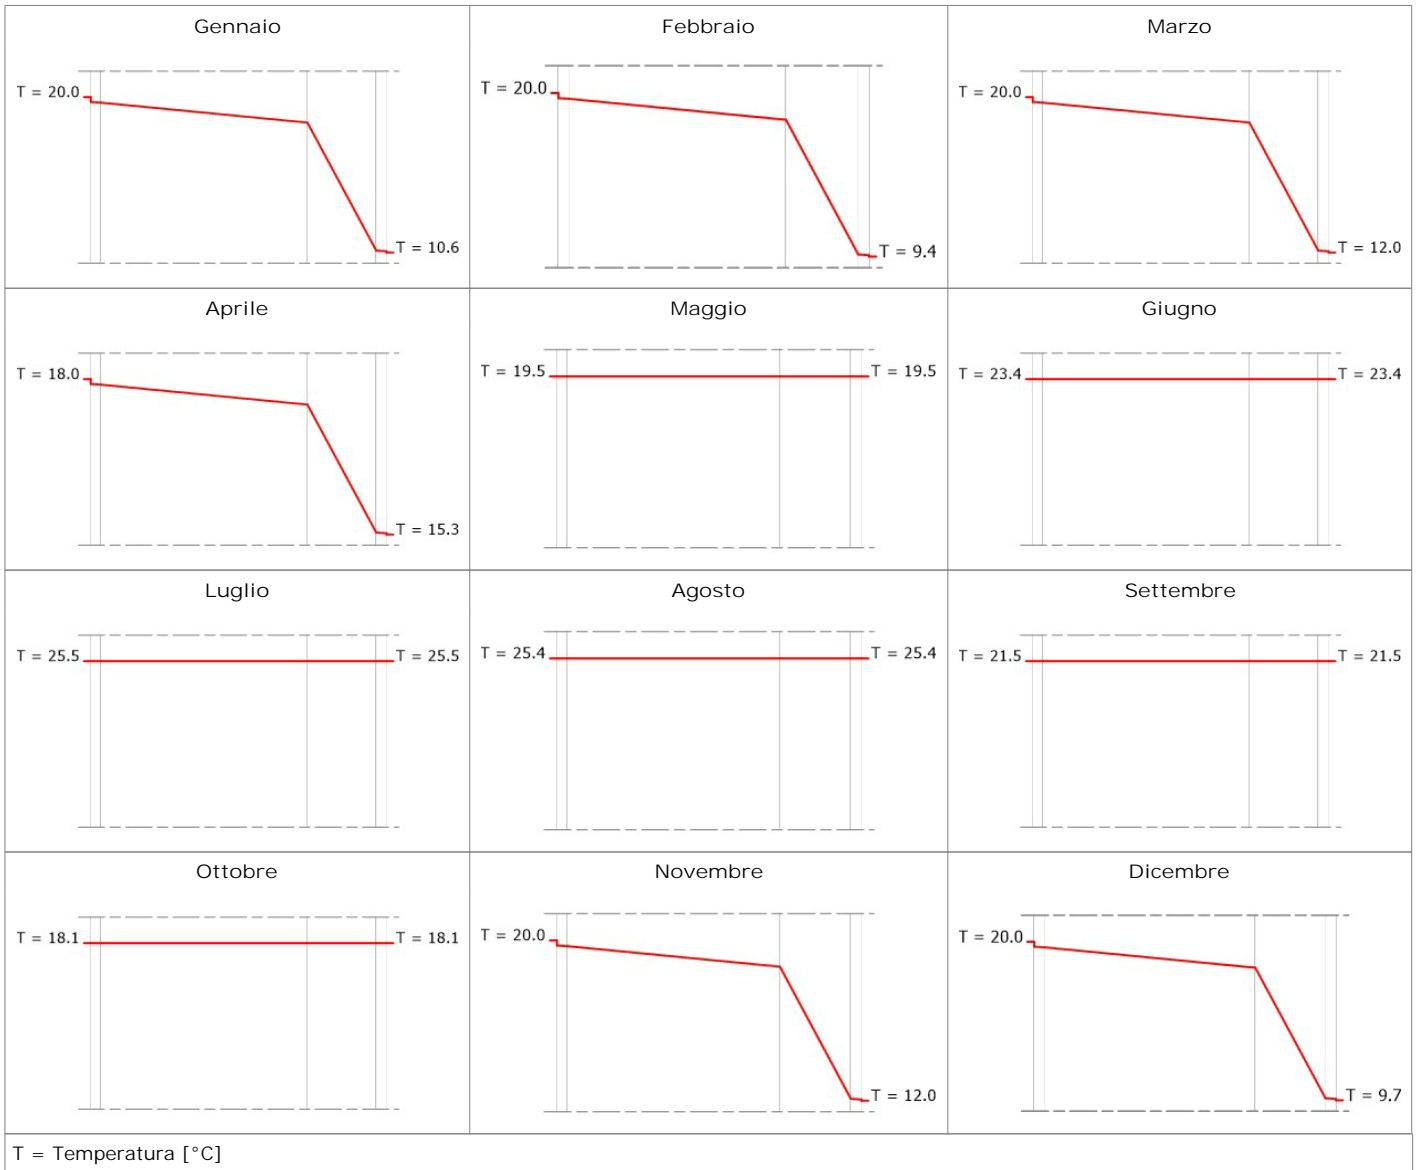 Gennaio
T = 20.0
T = 10.6
Febbraio
T = 20.0
T = 9.4
Marzo
T = 20.0
T = 12.0
Aprile
T = 18.0
T = 15.3
Maggio
T = 19.5
T = 19.5
Giugno
T = 23.4
T = 23.4
Luglio
T = 25.5
T = 25.5
Agosto
T = 25.4
T = 25.4
Settembre
T = 21.5
T = 21.5
Ottobre
T = 18.1
T = 18.1
Novembre
T = 20.0
T = 12.0
Dicembre
T = 20.0
T = 9.7
T = Temperatura [°C]